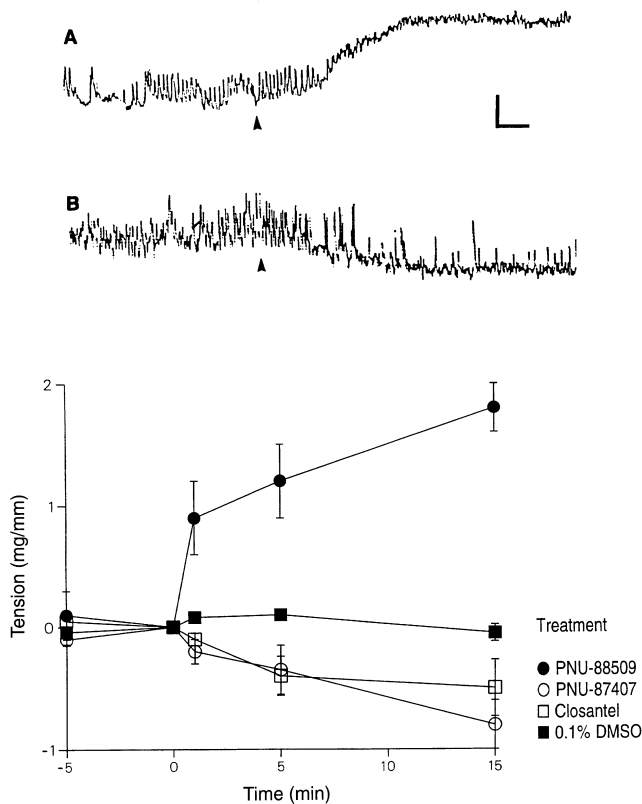 A
B
2
1
0
-1
Tension (mg/mm)
-5
0
5
10
15
Time (min)
Treatment
PNU-88509
PNU-87407
Closantel
0.1% DMSO